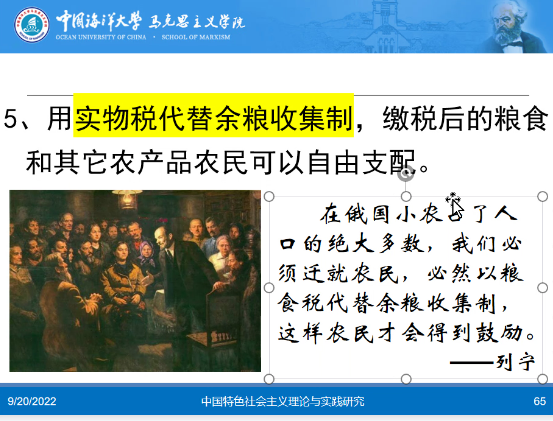 中国海洋大学 马克思主义学院
OCEAN UNIVERSITY OF CHINA · SCHOOL OF MARXISM
5、用实物税代替余粮收集制，缴税后的粮食
和其它农产品农民可以自由支配。
在俄国小农占了人
口的绝大多数，我们必
须迁就农民，必然以粮
食税代替余粮收集制，
这样农民才会得到鼓励。
——列宁
9/20/2022
中国特色社会主义理论与实践研究
65